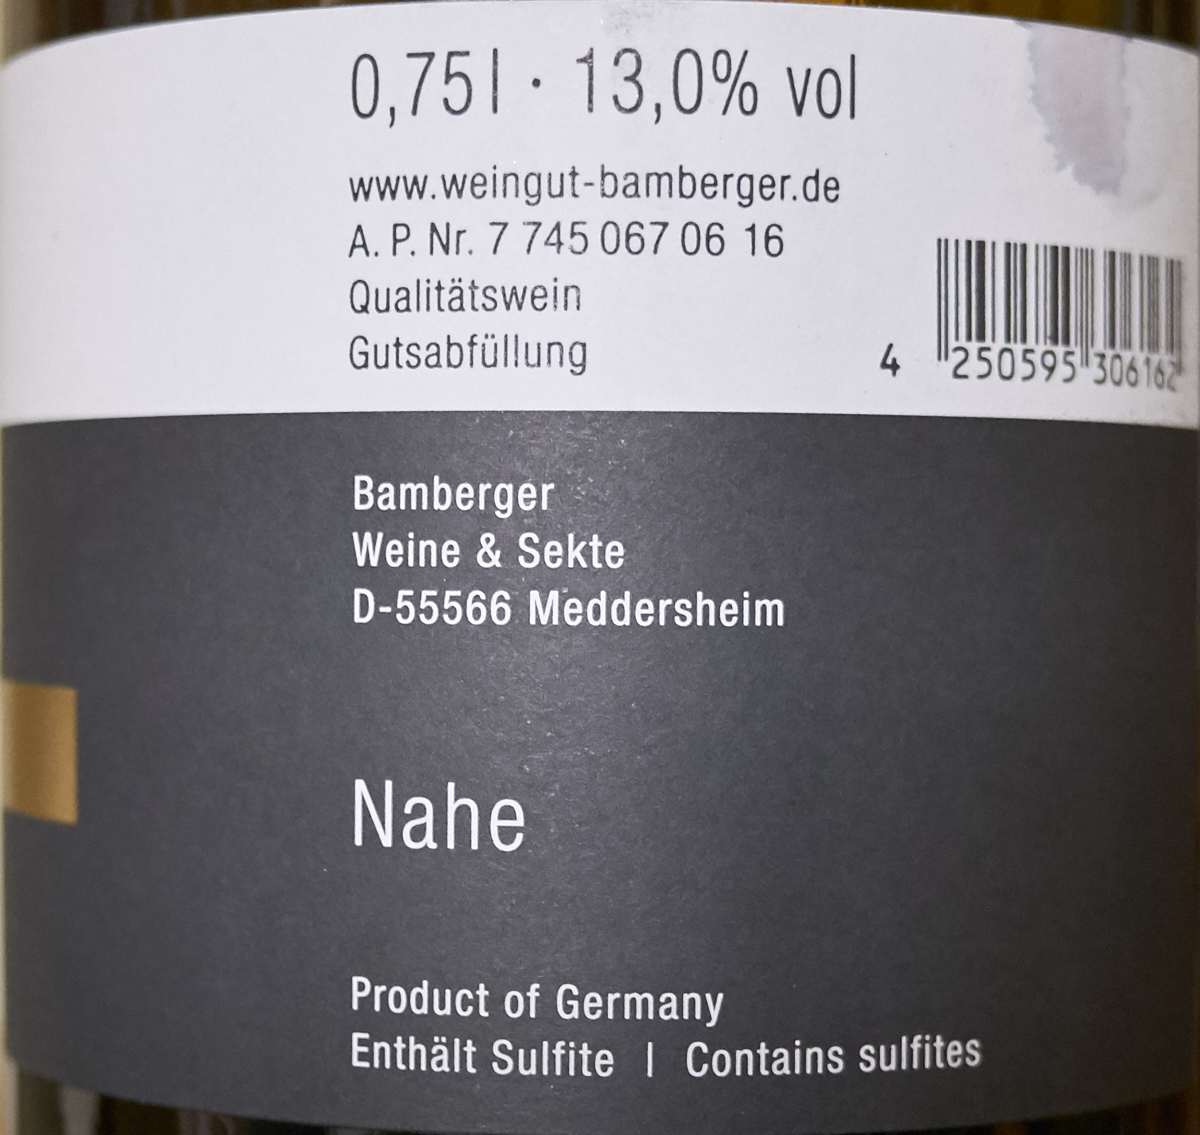 0,75l · 13,0% vol
www.weingut-bamberger.de
A. P. Nr. 7 745 067 06 16
Qualitätswein
Gutsabfüllung
4 250595 306162
Bamberger
Weine & Sekte
D-55566 Meddersheim
Nahe
Product of Germany
Enthält Sulfite | Contains sulfites